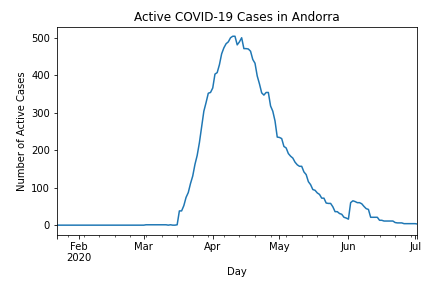 Active COVID-19 Cases in Andorra
Number of Active Cases
500
400
300
200
100
0
Feb
2020
Mar
Apr
May
Jun
Jul
Day